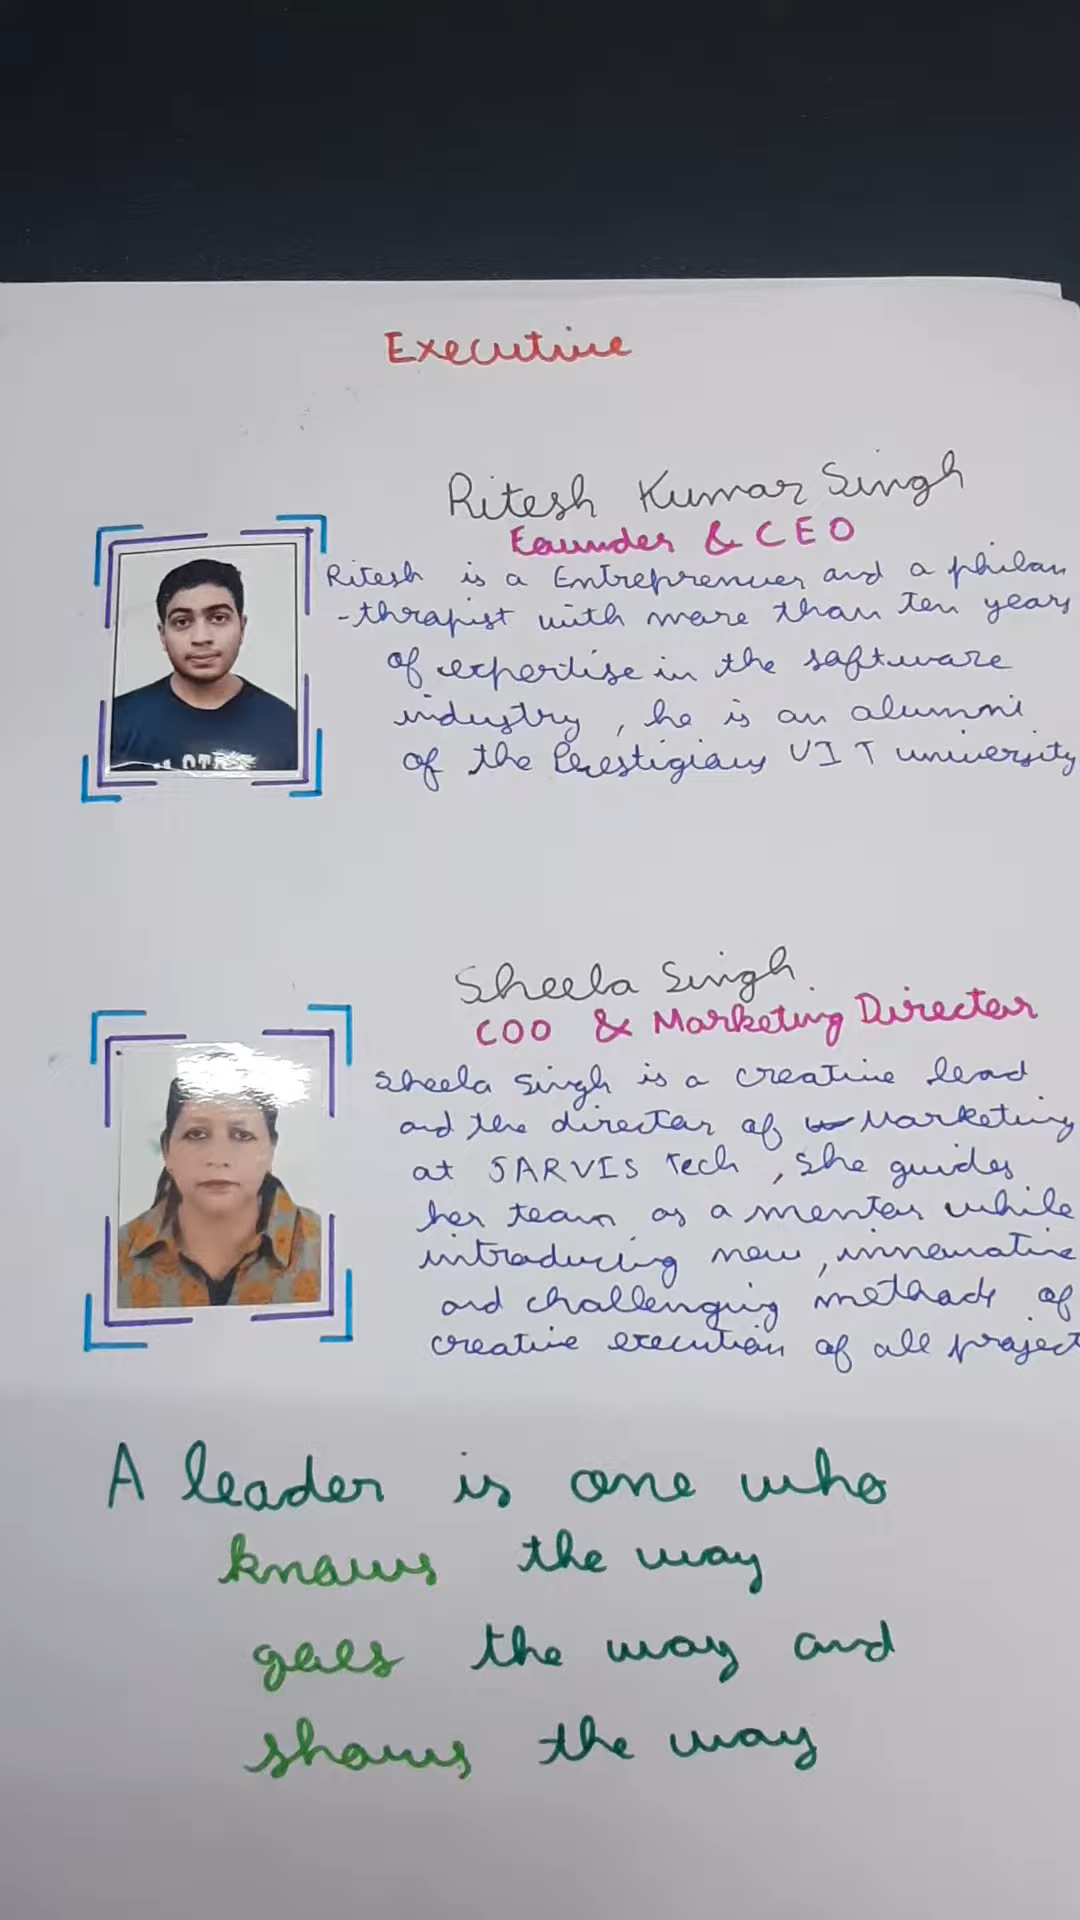 Executive
Ritesh Kumar Singh
Founder & CEO
Ritesh is a Entreprenuer and a philan
-thropist with more than Ten years
of expertise in the software
industry, he is an alumni
of the Prestigious VIT university
Sheela Singh
COO & Marketing Director
Sheela Singh is a creative lead
and the director of Marketing
at JARVIS Tech, She guides
her team as a mentor while
introducing new, innovative
and challenging methods of
creative execution of all project
A leader is one who
knows the way
goes the way and
shows the way